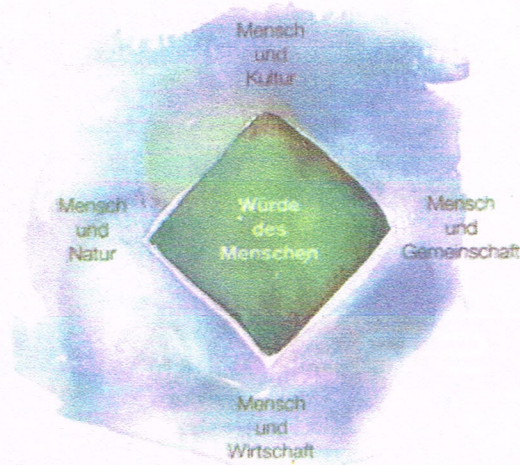 Mensch
und
Kultur
Mensch
und
Natur
Würde
des
Menschen
Mensch
und
Gemeinschaft
Mensch
und
Wirtschaft